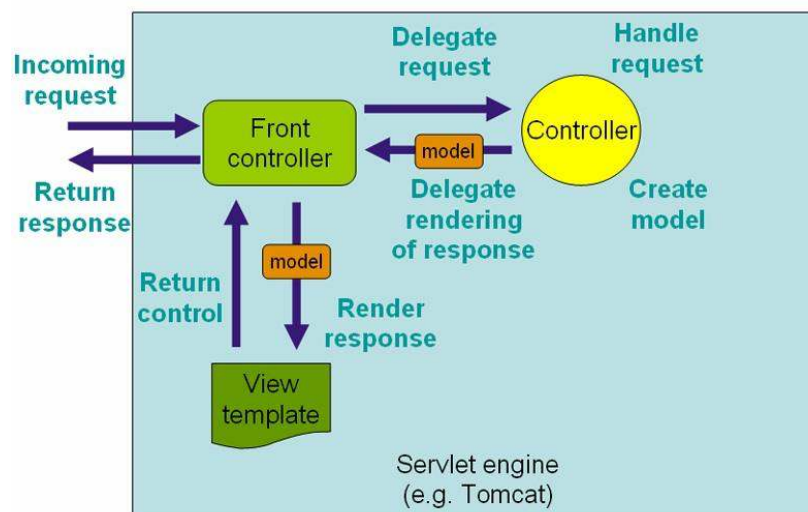 Incoming
request
Return
response
Front
controller
Delegate
request
Handle
request
Controller
model
Delegate
rendering
of response
Create
model
model
Return
control
Render
response
View
template
Servlet engine
(e.g. Tomcat)